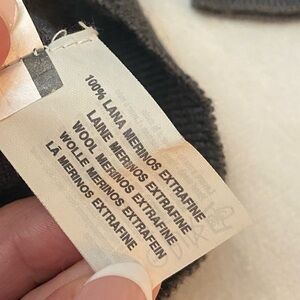 100% LANA MERINOS EXTRAFINE
LAINE MERINOS EXTRAFINE
WOOL MERINOS EXTRAFINE
WOLLE MERINOS EXTRAFEIN
LÃ MERINOS EXTRAFINE